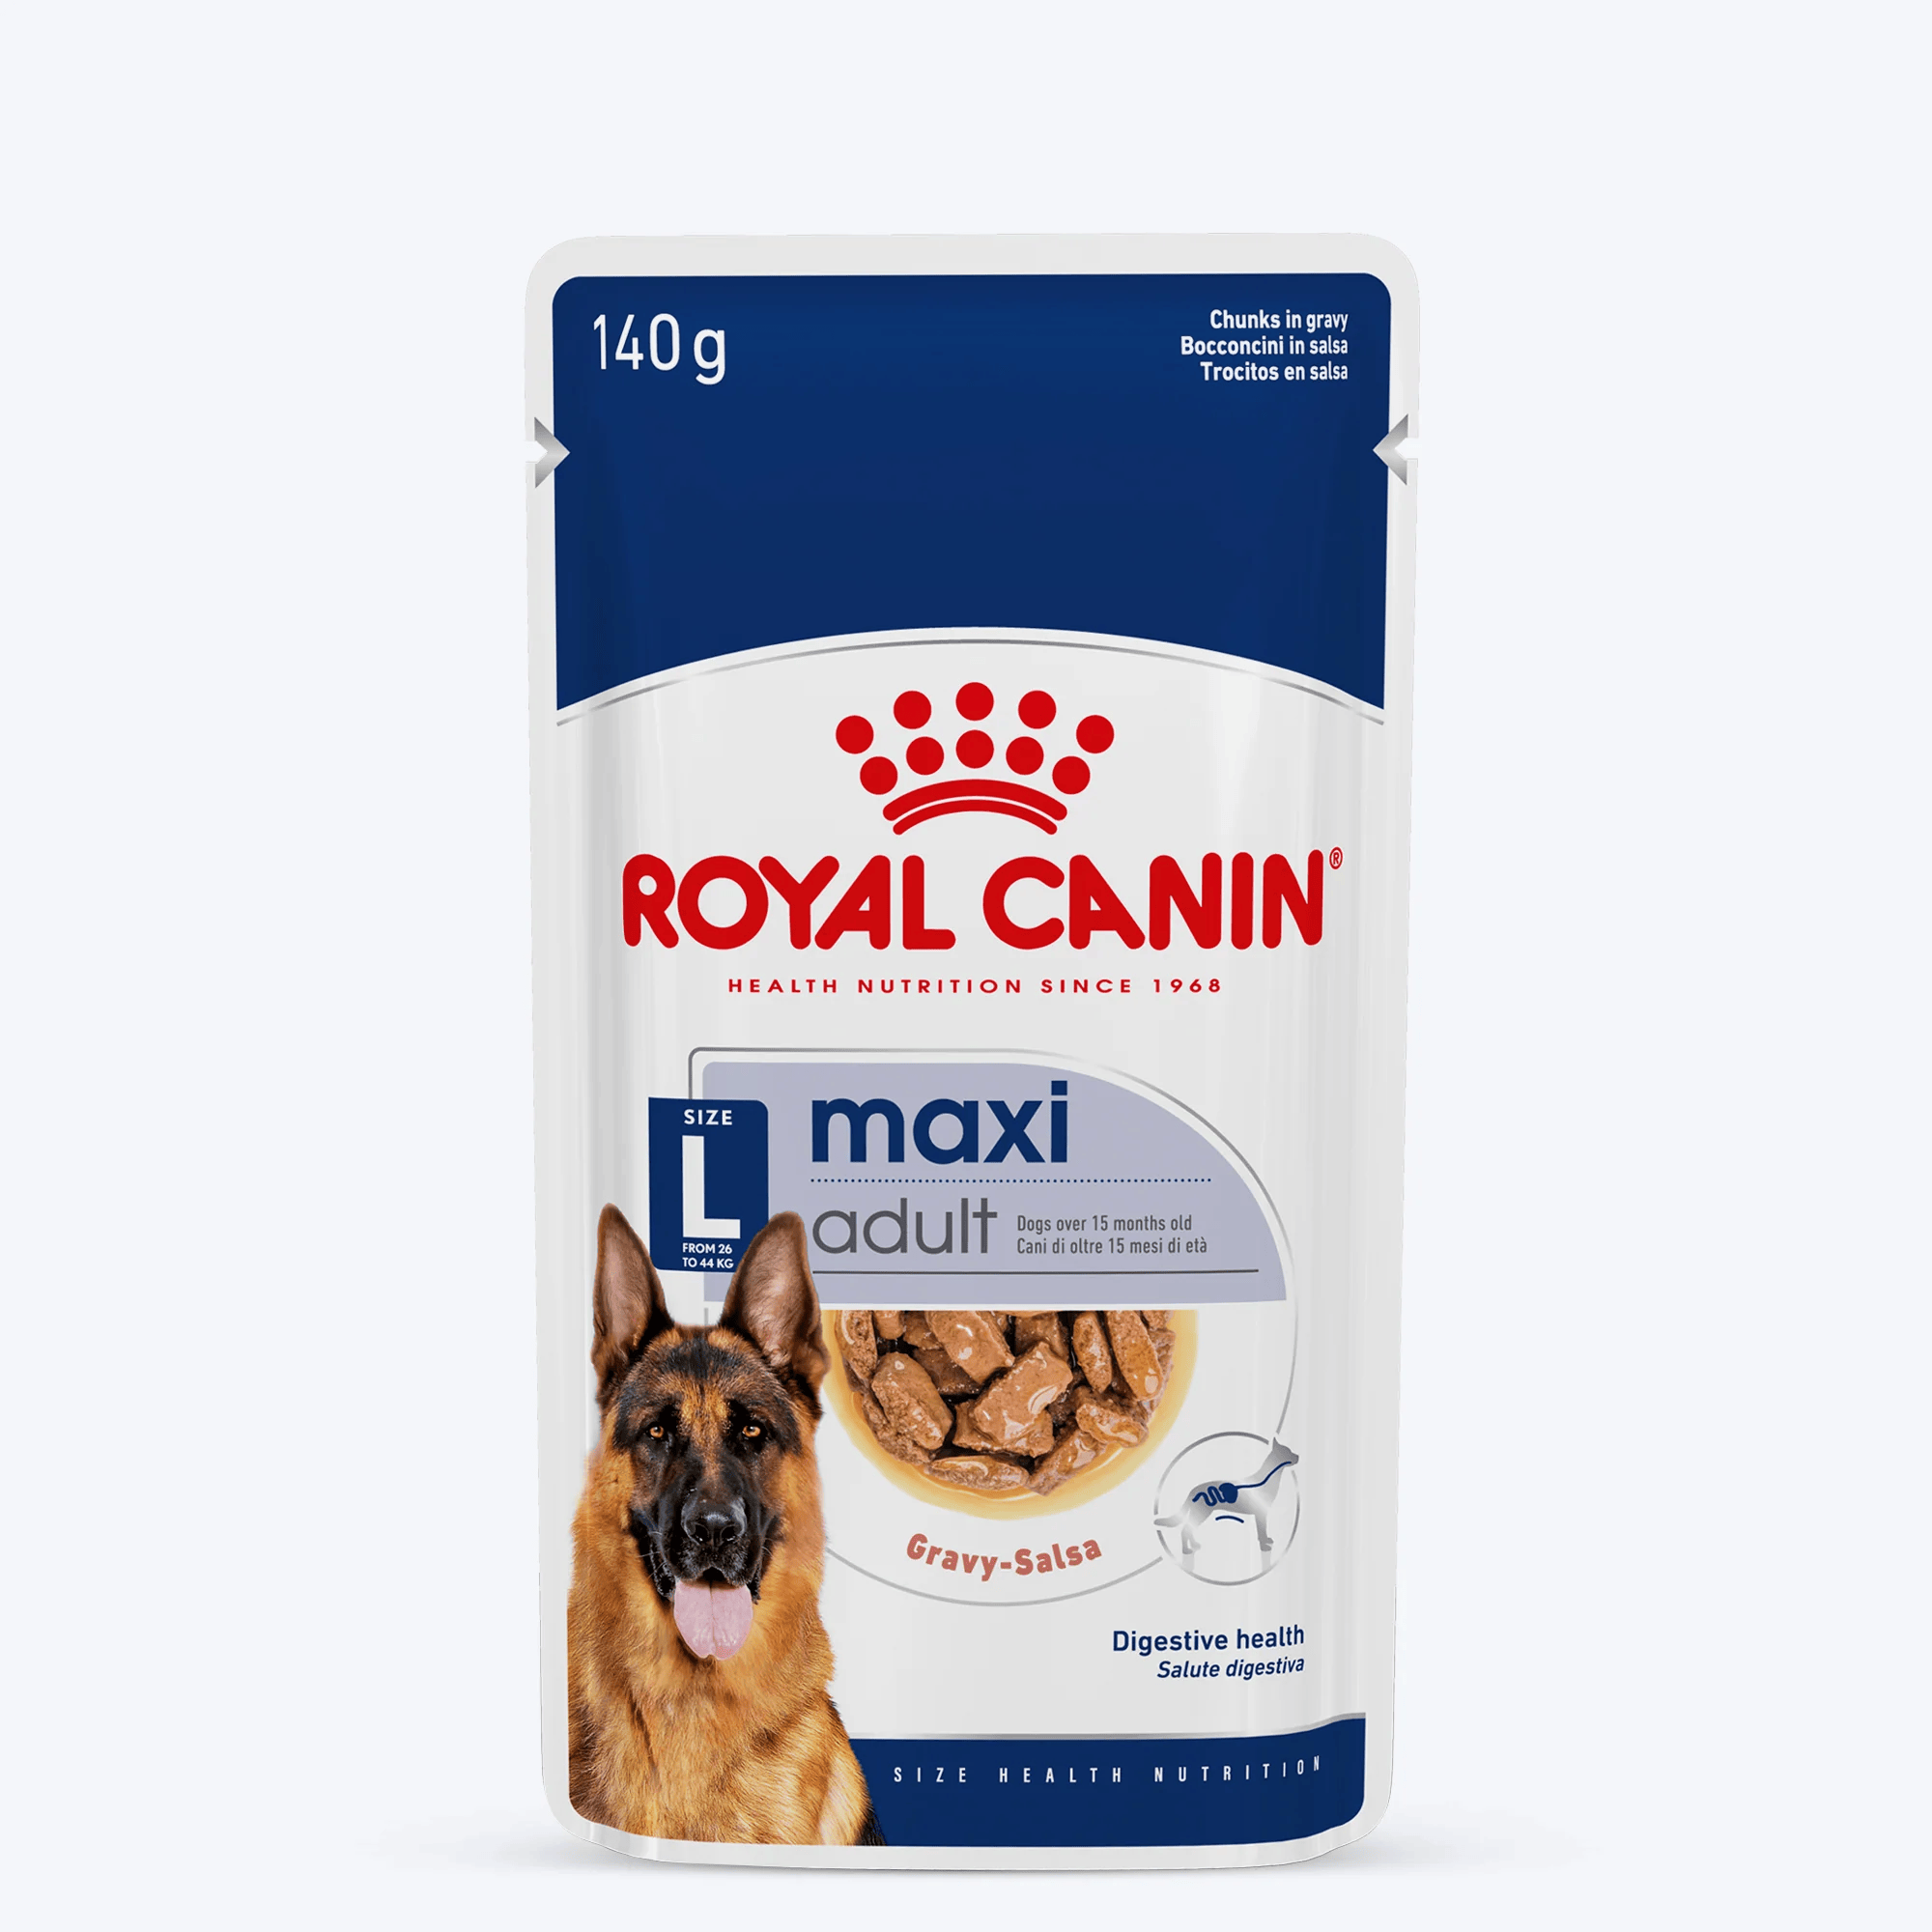 140 g
Chunks in gravy
Bocconcini in salsa
Trocitos en salsa
ROYAL CANIN®
HEALTH NUTRITION SINCE 1968
SIZE
L
FROM 26
TO 44 KG
maxi
adult
Dogs over 15 months old
Cani di oltre 15 mesi di età
Gravy-Salsa
Digestive health
Salute digestiva
SIZE HEALTH NUTRITION